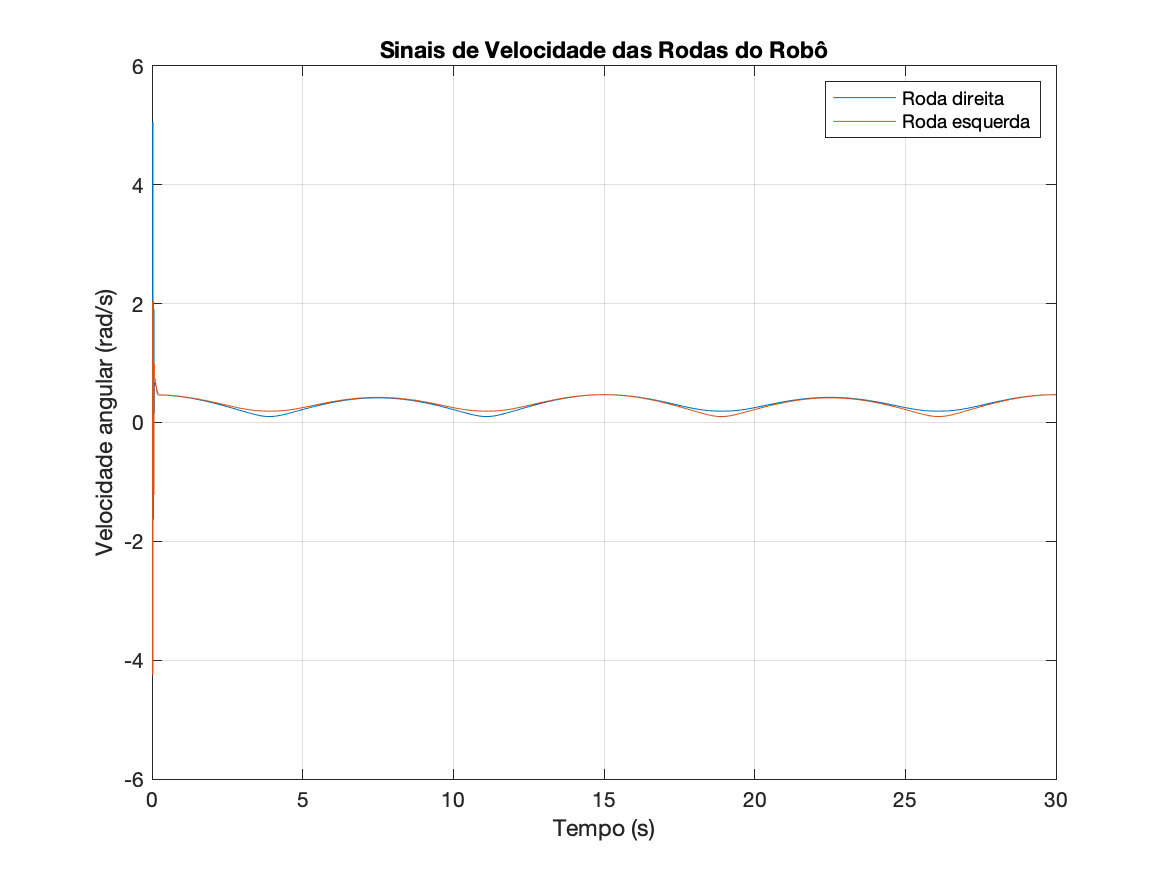 Sinais de Velocidade das Rodas do Robô
Roda direita
Roda esquerda
Velocidade angular (rad/s)
6
4
2
0
-2
-4
-6
0 5 10 15 20 25 30
Tempo (s)